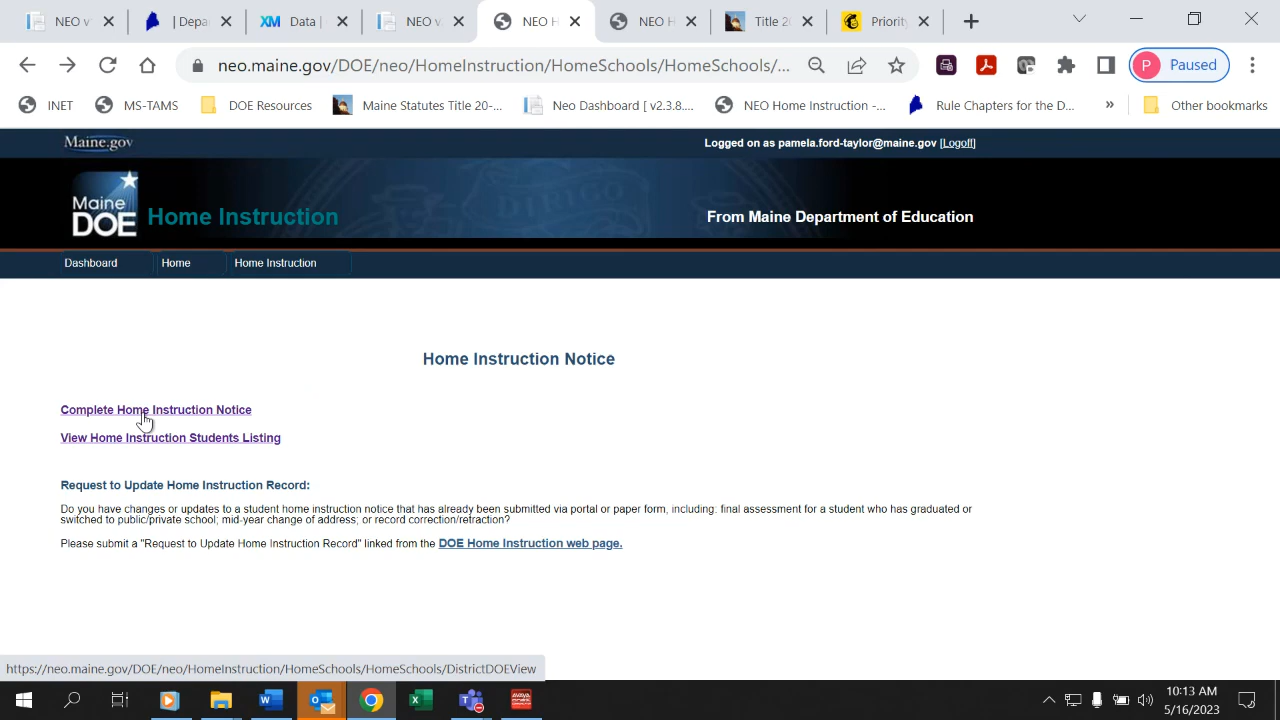 NEO v
| Depa
Data |
NEO v
NEO H
NEO H
Title 2
Priorit
neo.maine.gov/DOE/neo/HomeInstruction/HomeSchools/HomeSchools/...
P Paused
INET
MS-TAMS
DOE Resources
Maine Statutes Title 20-...
Neo Dashboard [ v2.3.8....
NEO Home Instruction -...
Rule Chapters for the D...
»
Other bookmarks
Maine.gov
Logged on as pamela.ford-taylor@maine.gov [Logoff]
Maine
DOE
Home Instruction
From Maine Department of Education
Dashboard
Home
Home Instruction
Home Instruction Notice
Complete Home Instruction Notice
View Home Instruction Students Listing
Request to Update Home Instruction Record:
Do you have changes or updates to a student home instruction notice that has already been submitted via portal or paper form, including: final assessment for a student who has graduated or
switched to public/private school; mid-year change of address; or record correction/retraction?
Please submit a "Request to Update Home Instruction Record" linked from the DOE Home Instruction web page.
https://neo.maine.gov/DOE/neo/HomeInstruction/HomeSchools/HomeSchools/DistrictDOEView
10:13 AM
5/16/2023